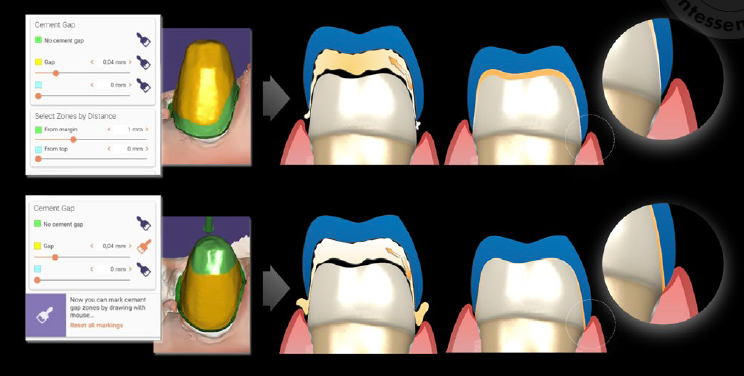 Cement Gap
No cement gap
Gap < 0,04 mm >
< 0 mm >
Select Zones by Distance
From margin < 1 mm >
From top < 0 mm >
Cement Gap
No cement gap
Gap < 0,04 mm >
< 0 mm >
Now you can mark cement
gap zones by drawing with
mouse...
Reset all markings